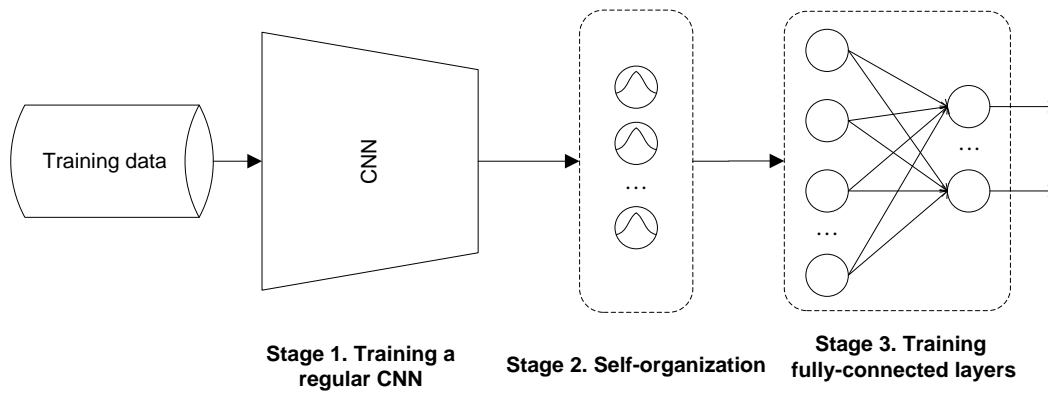 Training data
CNN
...
...
...
Stage 1. Training a
regular CNN
Stage 2. Self-organization
Stage 3. Training
fully-connected layers